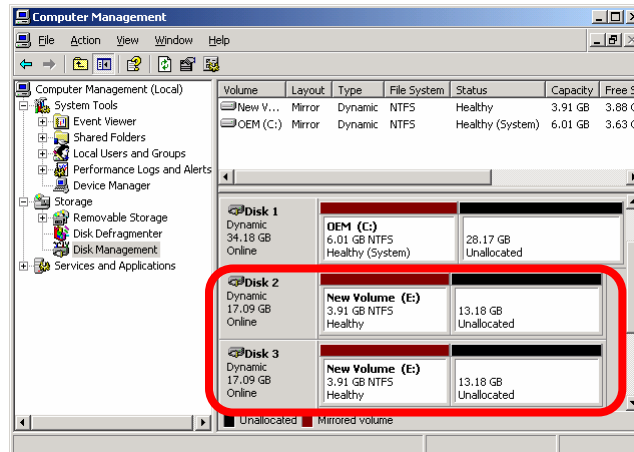 Computer Management
File Action View Window Help
Computer Management (Local)
System Tools
Event Viewer
Shared Folders
Local Users and Groups
Performance Logs and Alerts
Device Manager
Storage
Removable Storage
Disk Defragmenter
Disk Management
Services and Applications
Volume Layout Type File System Status Capacity Free S
New V... Mirror Dynamic NTFS Healthy 3.91 GB 3.88 G
OEM (C:) Mirror Dynamic NTFS Healthy (System) 6.01 GB 3.63 G
Disk 1
Dynamic
34.18 GB
Online
OEM (C:)
6.01 GB NTFS
Healthy (System)
28.17 GB
Unallocated
Disk 2
Dynamic
17.09 GB
Online
New Volume (E:)
3.91 GB NTFS
Healthy
13.18 GB
Unallocated
Disk 3
Dynamic
17.09 GB
Online
New Volume (E:)
3.91 GB NTFS
Healthy
13.18 GB
Unallocated
Unallocated Mirrored volume